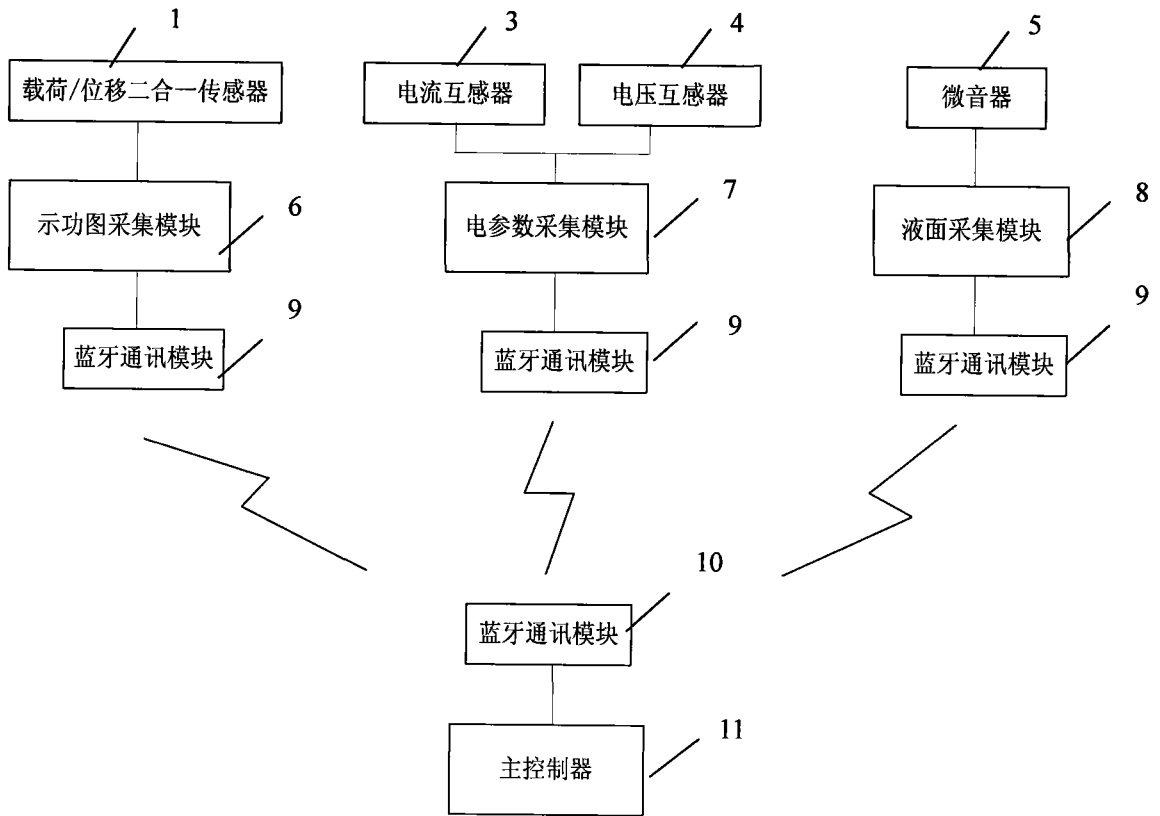 1
3
4
5
载荷/位移二合一传感器
电流互感器
电压互感器
微音器
6
7
8
示功图采集模块
电参数采集模块
液面采集模块
9
9
9
蓝牙通讯模块
蓝牙通讯模块
蓝牙通讯模块
10
蓝牙通讯模块
11
主控制器